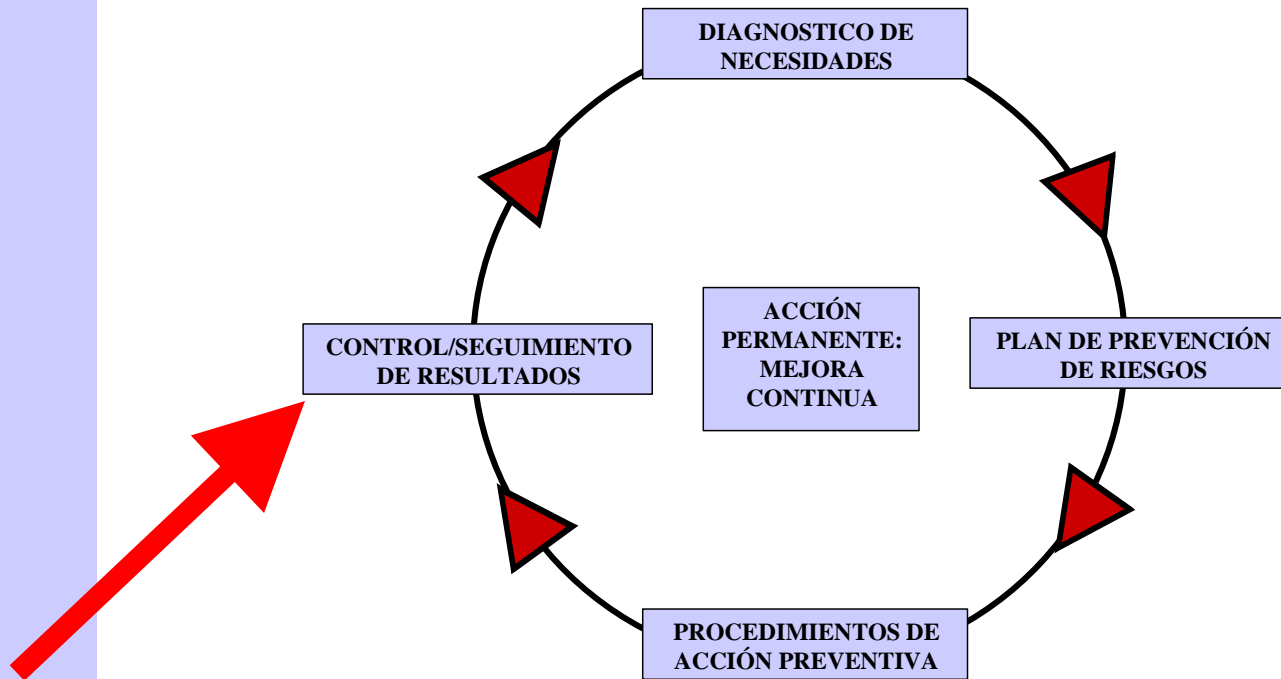 DIAGNOSTICO DE
NECESIDADES
ACCIÓN
PERMANENTE:
MEJORA
CONTINUA
CONTROL/SEGUIMIENTO
DE RESULTADOS
PLAN DE PREVENCIÓN
DE RIESGOS
PROCEDIMIENTOS DE
ACCIÓN PREVENTIVA